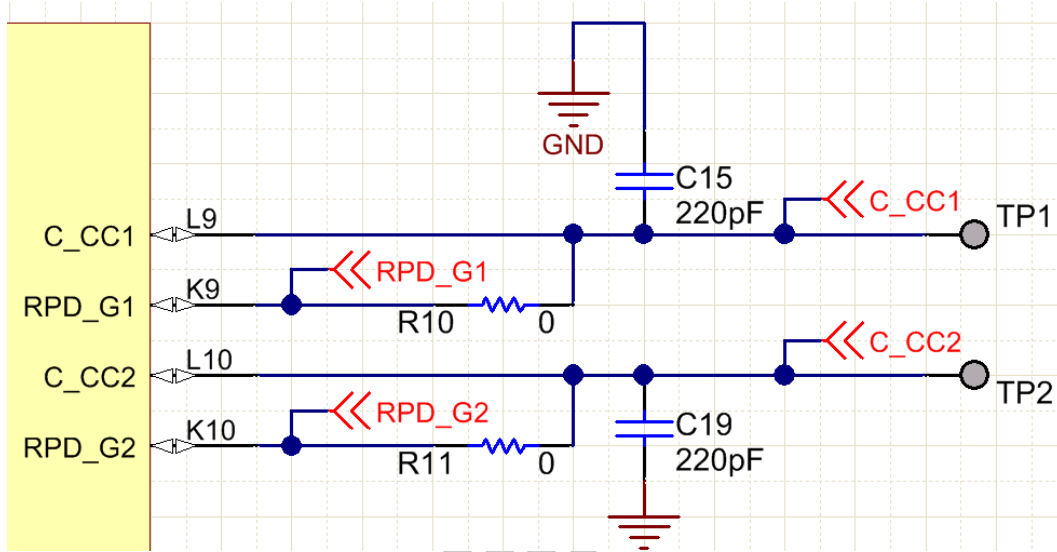 GND
C15
220pF
C_CC1
TP1
C_CC1
L9
RPD_G1
K9
RPD_G1
R10
0
C_CC2
TP2
C_CC2
L10
RPD_G2
K10
RPD_G2
R11
0
C19
220pF